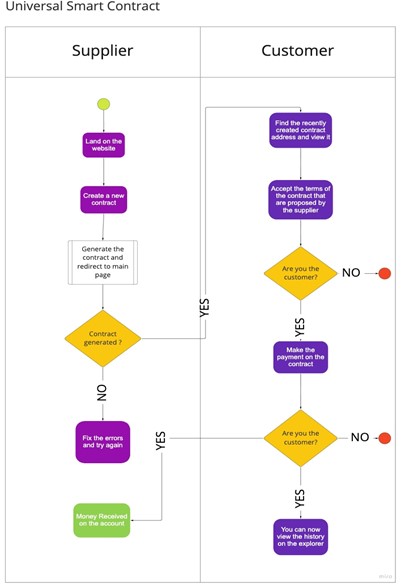 Universal Smart Contract
Supplier
Customer
Land on the
website
Create a new
contract
Generate the
contract and
redirect to main
page
Contract
generated ?
YES
NO
Fix the errors
and try again
Money Received
on the account
Find the recently
created contract
address and view it
Accept the terms of
the contract that
are proposed by
the supplier
Are you the
customer?
NO
YES
Make the
payment on the
contract
Are you the
customer?
NO
YES
YES
You can now
view the history
on the explorer
miro